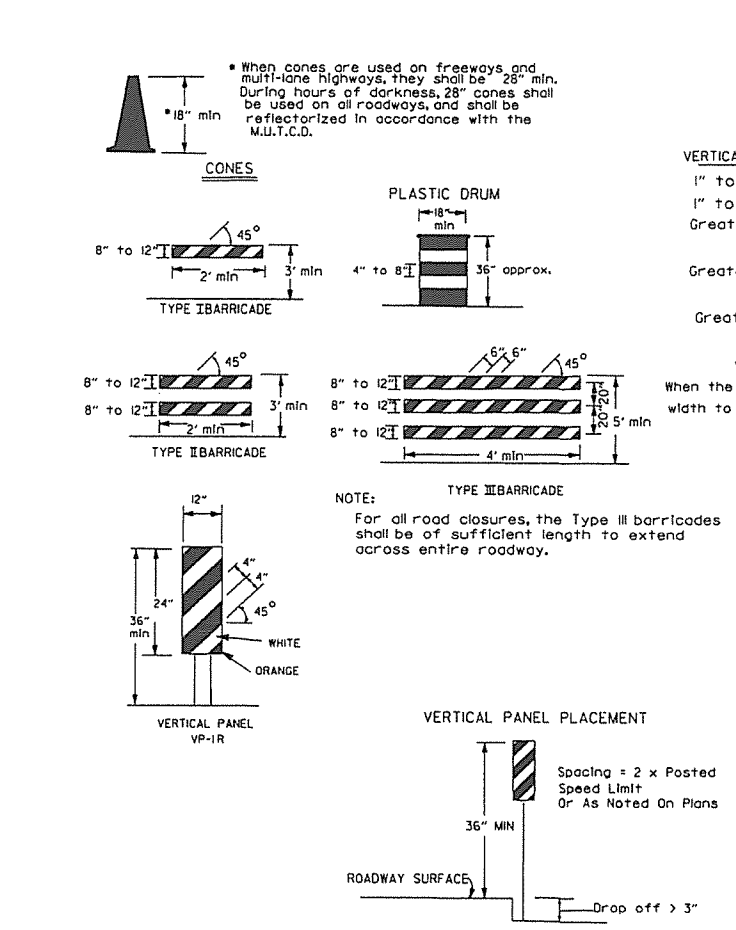 * When cones are used on freeways and
multi-lane highways, they shall be 28" min.
During hours of darkness, 28" cones shall
be used on all roadways, and shall be
reflectorized in accordance with the
M.U.T.C.D.
*18" min
CONES
PLASTIC DRUM
18"
min
4" to 8"
36" approx.
45°
8" to 12"
2' min
3' min
TYPE I BARRICADE
45°
8" to 12"
8" to 12"
2' min
3' min
TYPE II BARRICADE
6" 6"
45°
8" to 12"
8" to 12"
8" to 12"
20"
20"
5' min
4' min
TYPE III BARRICADE
VERTICA
1" to
1" to
Great
Great
Great
When the
width to
NOTE:
For all road closures, the Type III barricades
shall be of sufficient length to extend
across entire roadway.
12"
4"
4"
45°
24"
36"
min
WHITE
ORANGE
VERTICAL PANEL
VP-1R
VERTICAL PANEL PLACEMENT
Spacing = 2 x Posted
Speed Limit
Or As Noted On Plans
36" MIN
ROADWAY SURFACE
Drop off > 3"